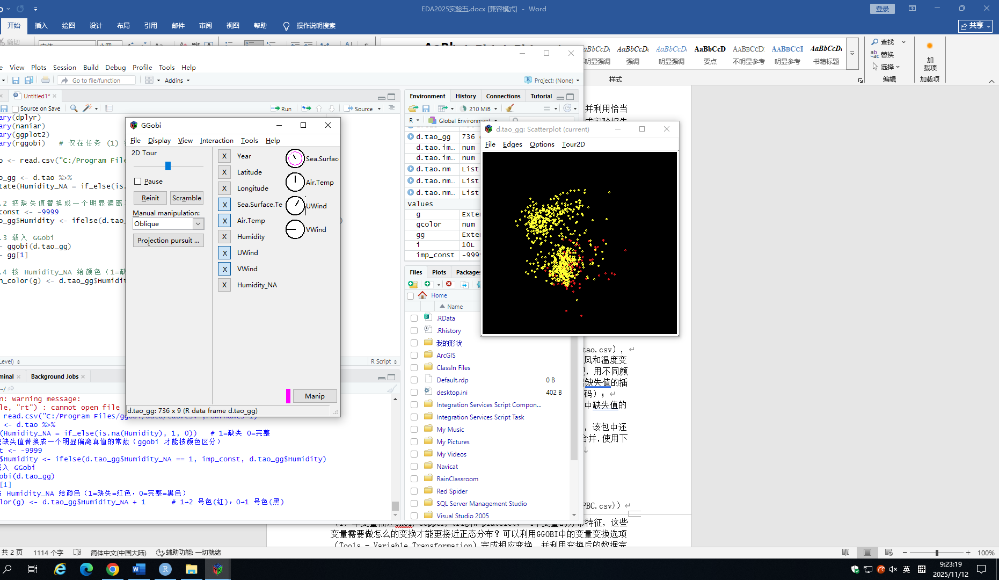 EDA2025实验五.docx [兼容模式] - Word
登录
开始 插入 绘图 设计 布局 引用 邮件 审阅 视图 帮助 操作说明搜索
共享
剪切
AaBbCcD 强调
明显强调
AaBbCcD 要点
AaBbCcD 不明显参考
AaBbCcI 明显参考
书籍标题
样式
查找
替换
选择
编辑
加载项
加载项
View Plots Session Build Debug Profile Tools Help
Go to file/function
Addins
Project: (None)
Untitled1*
Source on Save
Run
Source
ary(dplyr)
ary(naniar)
ary(ggplot2)
ary(rggobi) # 仅在任务 (1)
o <- read.csv("C:/Program File
o_gg <- d.tao %>%
tate(Humidity_NA = if_else(is.
.2 把缺失值替换成一个明显偏离
const <- -9999
o_gg$Humidity <- ifelse(d.tao_
.3 载入 GGobi
- ggobi(d.tao_gg)
- gg[1]
.4 按 Humidity_NA 给颜色（1=缺
n_color(g) <- d.tao_gg$Humidit
Level)
R Script
minal
Background Jobs
~/
n: Warning message:
le, "rt") : cannot open file
read.csv("C:/Program Files/ggobi/data/tao.csv",row.names=1)
<- d.tao %>%
(Humidity_NA = if_else(is.na(Humidity), 1, 0)) # 1=缺失 0=完整
巴缺失值替换成一个明显偏离真值的常数（ggobi 才能按颜色区分）
t <- -9999
$Humidity <- ifelse(d.tao_gg$Humidity_NA == 1, imp_const, d.tao_gg$Humidity)
载入 GGobi
obi(d.tao_gg)
[1]
按 Humidity_NA 给颜色（1=缺失=红色，0=完整=黑色）
lor(g) <- d.tao_gg$Humidity_NA + 1 # 1→2 号色(红)，0→1 号色(黑)
GGobi
File Display View Interaction Tools Help
2D Tour
Pause
Reinit Scramble
Manual manipulation:
Oblique
Projection pursuit ...
X Year
X Latitude
X Longitude
X Sea.Surface.Te
X Air.Temp
X Humidity
X UWind
X VWind
X Humidity_NA
Sea.Surfac
Air.Temp
UWind
VWind
Manip
d.tao_gg: 736 x 9 (R data frame d.tao_gg)
Environment History Connections Tutorial
210 MiB
R Global Environment
d.tao_gg 736
d.tao.im… num
d.tao.im… num
d.tao.nm List
d.tao.nm… List
d.tao.nm… List
Values
g Exter
gcolor num
gg Exter
i 10L
imp_const -999
Files Plots Packages
Home
Name
.RData
.Rhistory
我的形状
ArcGIS
ClassIn Files
Default.rdp 0 B
desktop.ini 402 B
Integration Services Script Compon...
Integration Services Script Task
My Music
My Pictures
My Videos
Navicat
RainClassroom
Red Spider
SQL Server Management Studio
Visual Studio 2005
d.tao_gg: Scatterplot (current)
File Edges Options Tour2D
并利用恰当
tao.csv），
风和温度变
，用不同颜
缺失值的插
码）；
中缺失值的
，该包中还
合并，使用下
PBC.csv)）
变量需要做怎么的变换才能更接近正态分布？可以利用GGOBI中的变量变换选项
（Tools - Variable Transformation）完成相应变换，并利用变换后的数据完
共 2 页 1114 个字 简体中文(中国大陆) 辅助功能: 一切就绪
100%
英
拼
9:23:19
2025/11/12